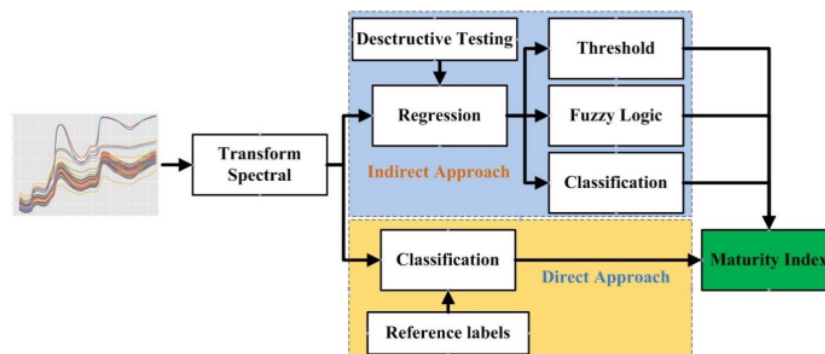 Desctructive Testing
Threshold
Regression
Fuzzy Logic
Transform
Spectral
Indirect Approach
Classification
Classification
Maturity Index
Direct Approach
Reference labels